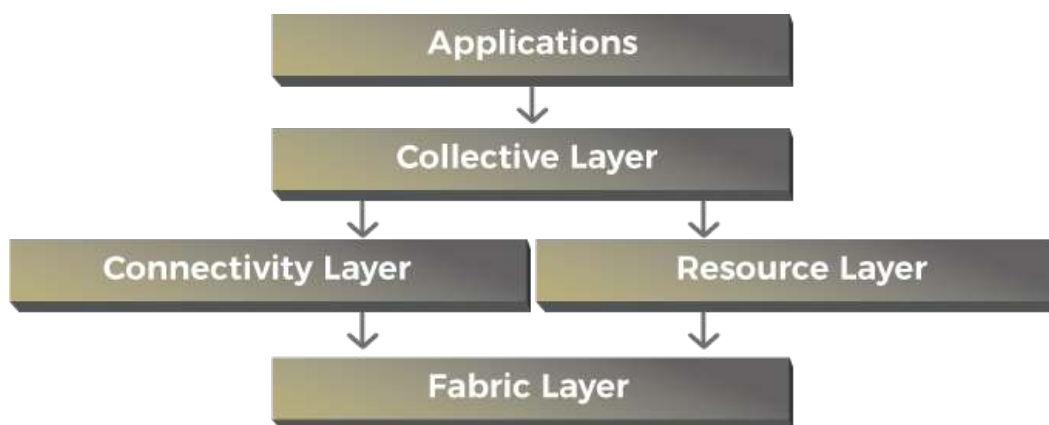 Applications
Collective Layer
Connectivity Layer
Resource Layer
Fabric Layer